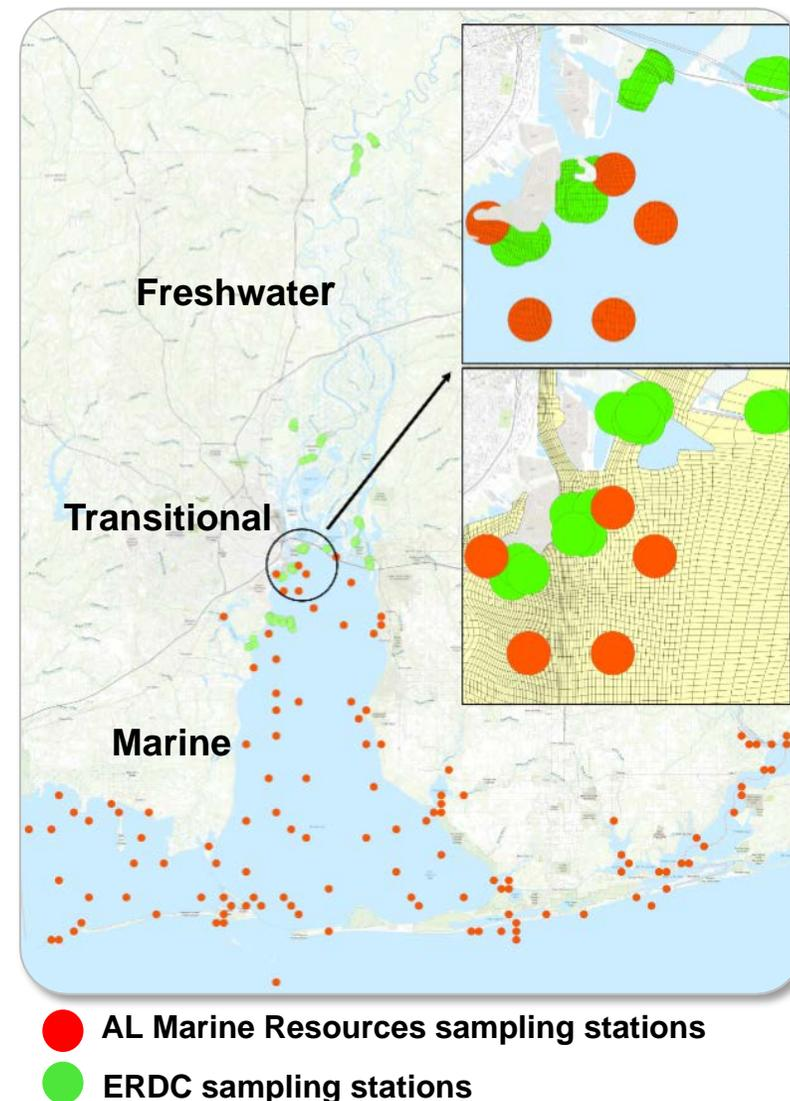 Freshwater
Transitional
Marine
AL Marine Resources sampling stations
ERDC sampling stations